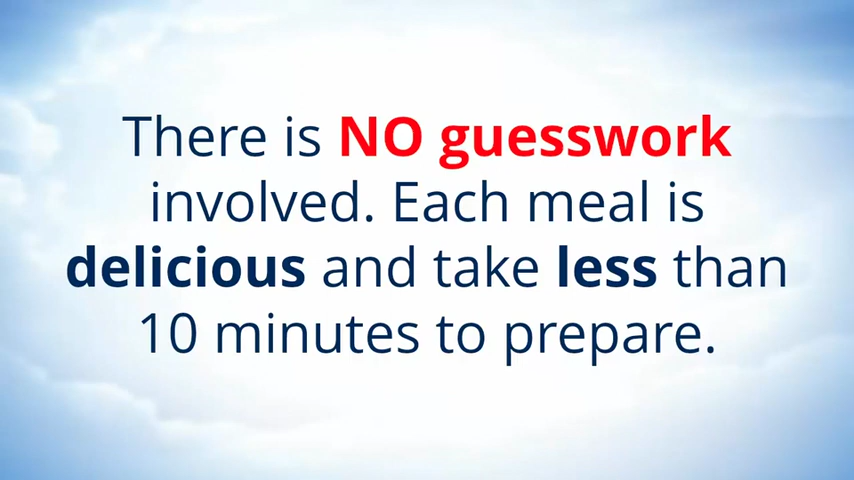 There is NO guesswork
involved. Each meal is
delicious and take less than
10 minutes to prepare.